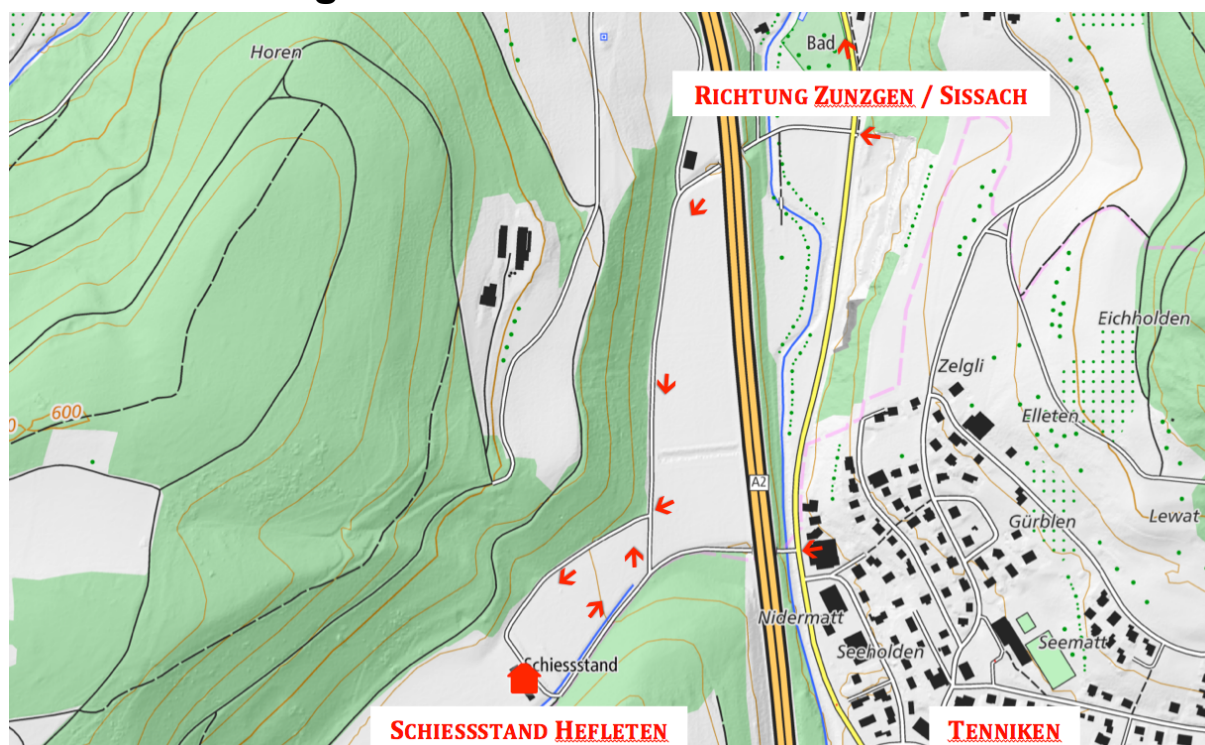 Horen
Bad
RICHTUNG ZUNZGEN / SISSACH
Eichholden
Zelgli
600
0
Elleten
A2
Gürblen
Lewat
Nidermatt
Seematt
Seeholden
Schiessstand
SCHIESSSTAND HEFLETEN
TENNIKEN